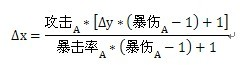 Δx = 攻击A * [Δy * (暴伤A − 1) + 1]
暴击率A * (暴伤A − 1) + 1